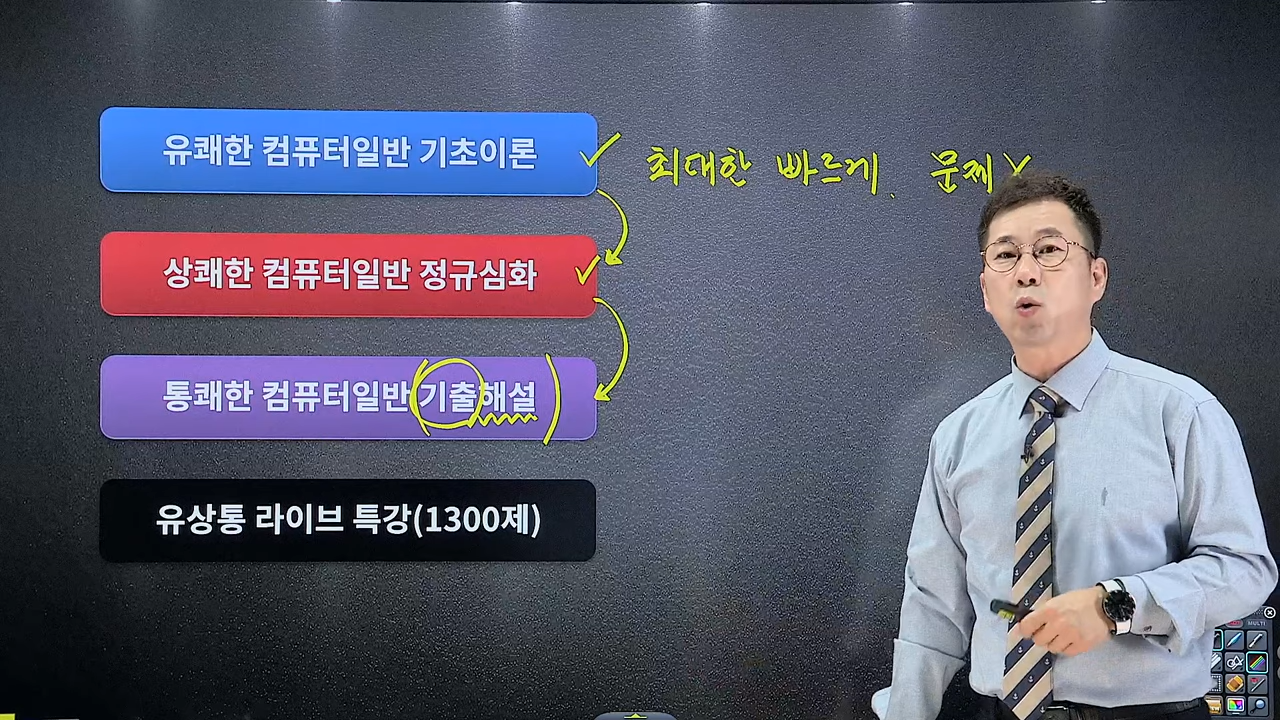 유쾌한 컴퓨터일반 기초이론
최대한 빠르게. 문제
상쾌한 컴퓨터일반 정규심화
통쾌한 컴퓨터일반 기출해설
유상통 라이브 특강(1300제)
MULTI